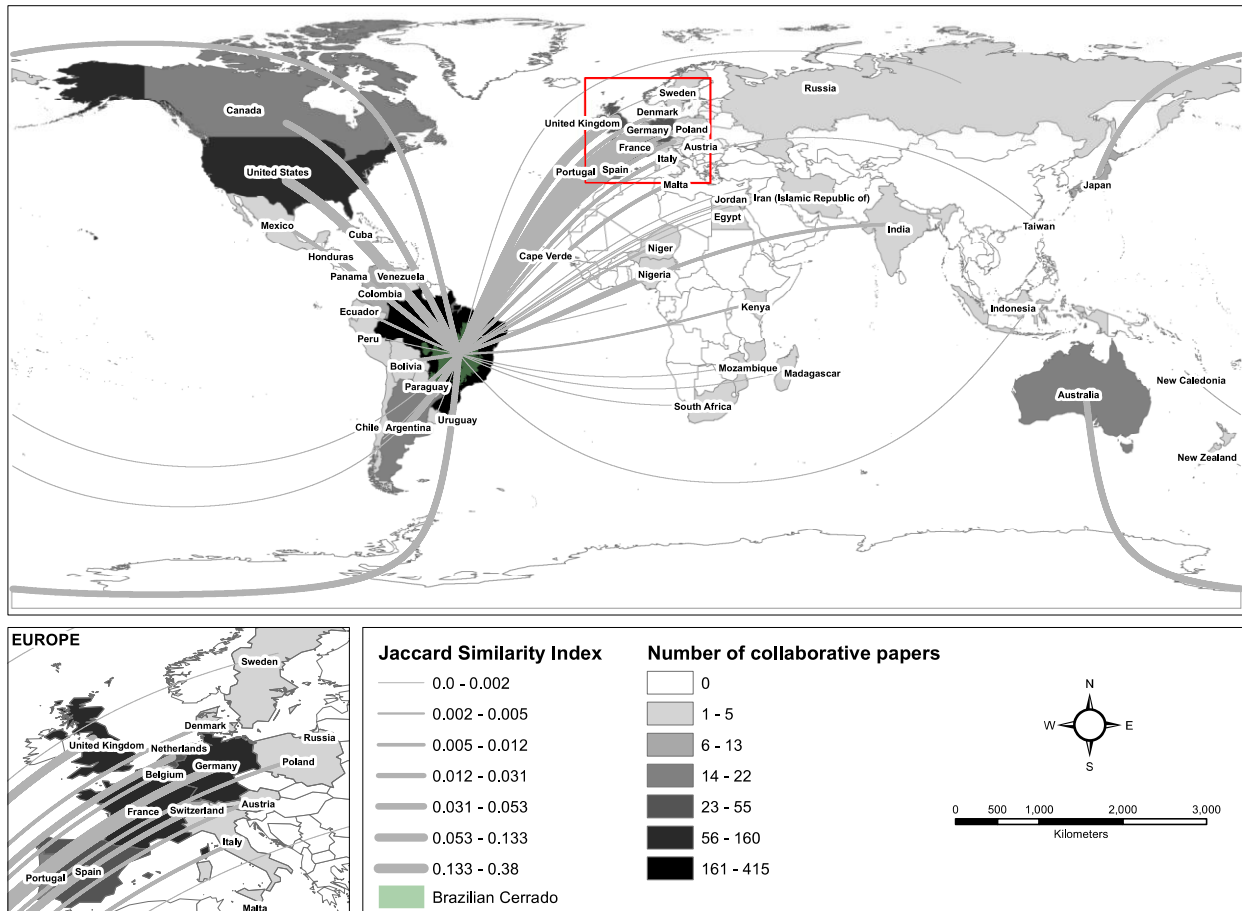 Sweden
Russia
Canada
Denmark
United Kingdom
Germany
Poland
France
Austria
Italy
United States
Portugal
Spain
Malta
Japan
Jordan
Iran (Islamic Republic of)
Egypt
Mexico
Cuba
Taiwan
India
Honduras
Niger
Cape Verde
Panama
Venezuela
Nigeria
Colombia
Kenya
Indonesia
Ecuador
Peru
Bolivia
Mozambique
Madagascar
New Caledonia
Paraguay
Australia
South Africa
Uruguay
Chile
Argentina
New Zealand
EUROPE
Sweden
Denmark
Russia
United Kingdom
Netherlands
Poland
Germany
Belgium
Austria
France
Switzerland
Italy
Spain
Portugal
Malta
Jaccard Similarity Index
0.0 - 0.002
0.002 - 0.005
0.005 - 0.012
0.012 - 0.031
0.031 - 0.053
0.053 - 0.133
0.133 - 0.38
Brazilian Cerrado
Number of collaborative papers
0
1 - 5
6 - 13
14 - 22
23 - 55
56 - 160
161 - 415
N
W E
S
0 500 1,000 2,000 3,000
Kilometers